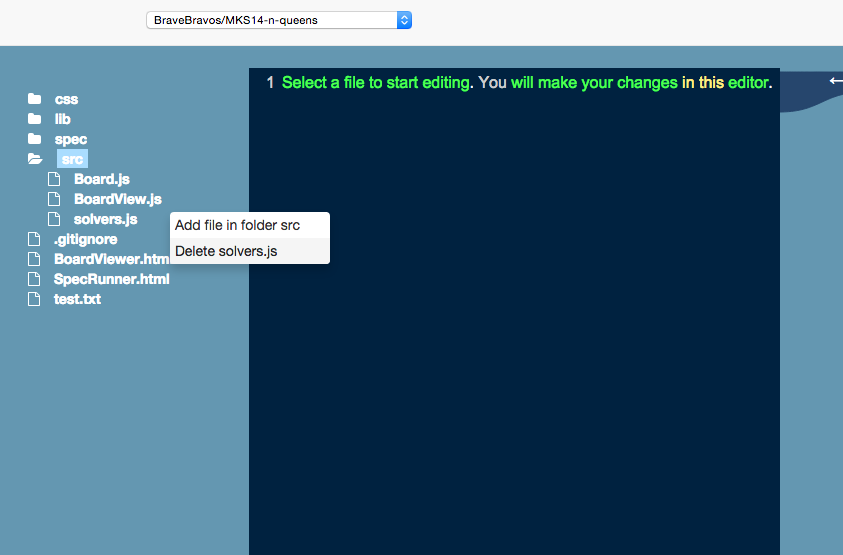 BraveBravos/MKS14-n-queens
1 Select a file to start editing. You will make your changes in this editor.
css
lib
spec
src
Board.js
BoardView.js
solvers.js
Add file in folder src
.gitignore
Delete solvers.js
BoardViewer.htm
SpecRunner.html
test.txt